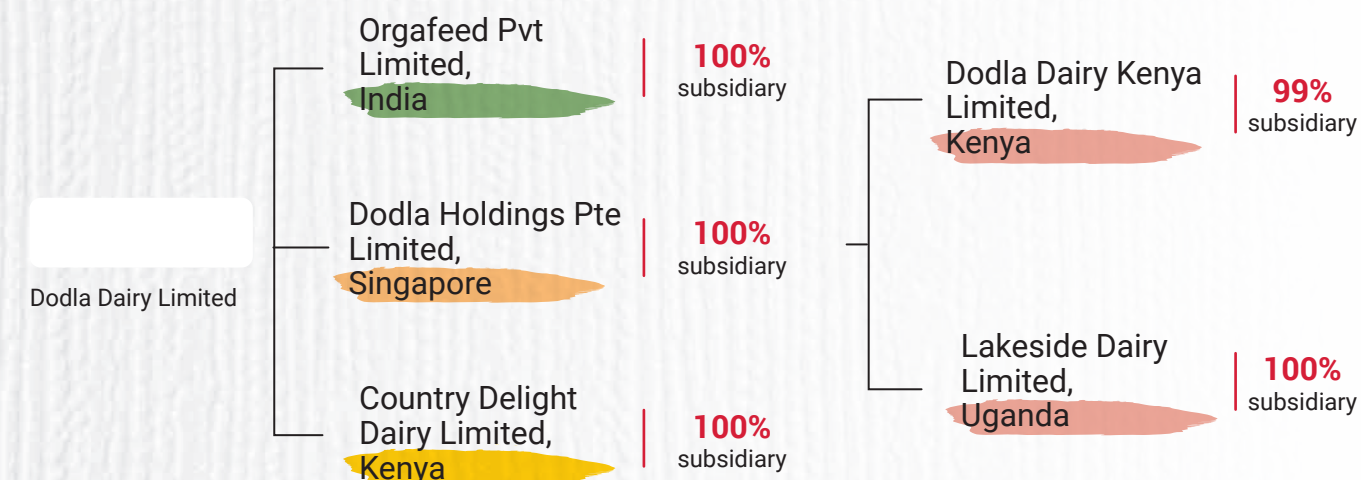 Dodla Dairy Limited
Orgafeed Pvt
Limited,
India
100%
subsidiary
Dodla Holdings Pte
Limited,
Singapore
100%
subsidiary
Country Delight
Dairy Limited,
Kenya
100%
subsidiary
Dodla Dairy Kenya
Limited,
Kenya
99%
subsidiary
Lakeside Dairy
Limited,
Uganda
100%
subsidiary